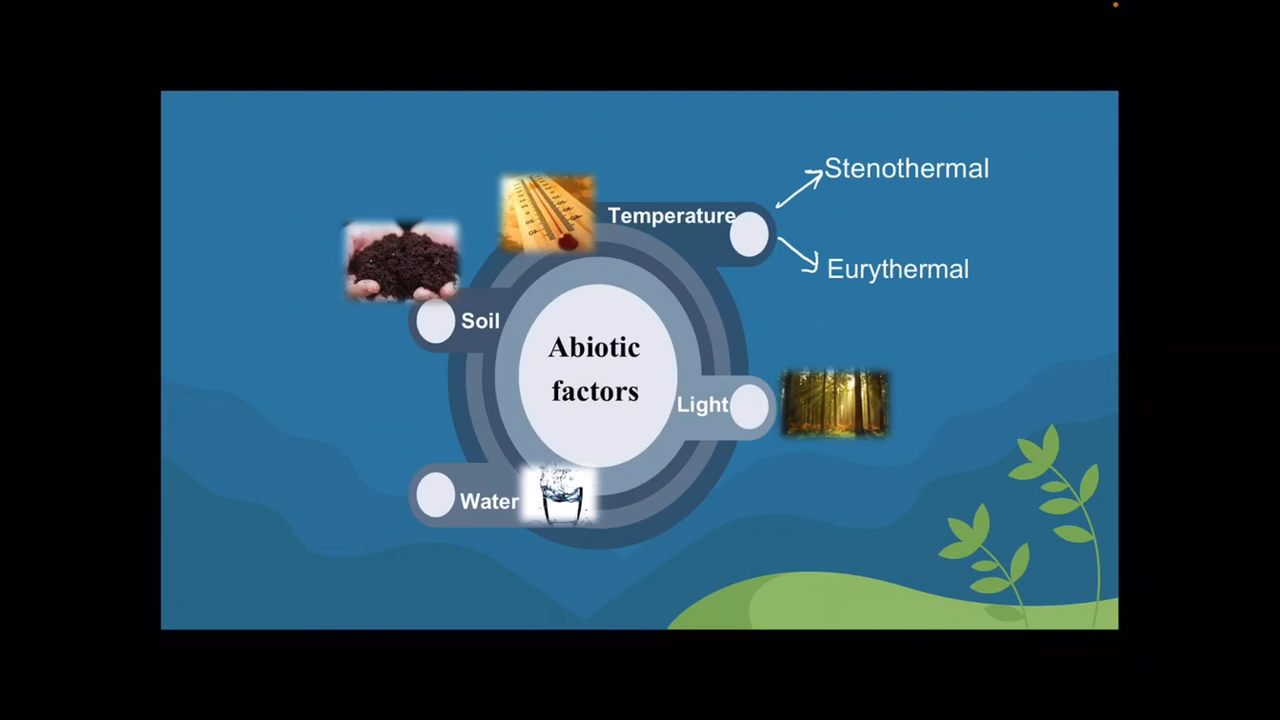 Stenothermal
Temperature
Eurythermal
Soil
Abiotic
factors
Light
Water